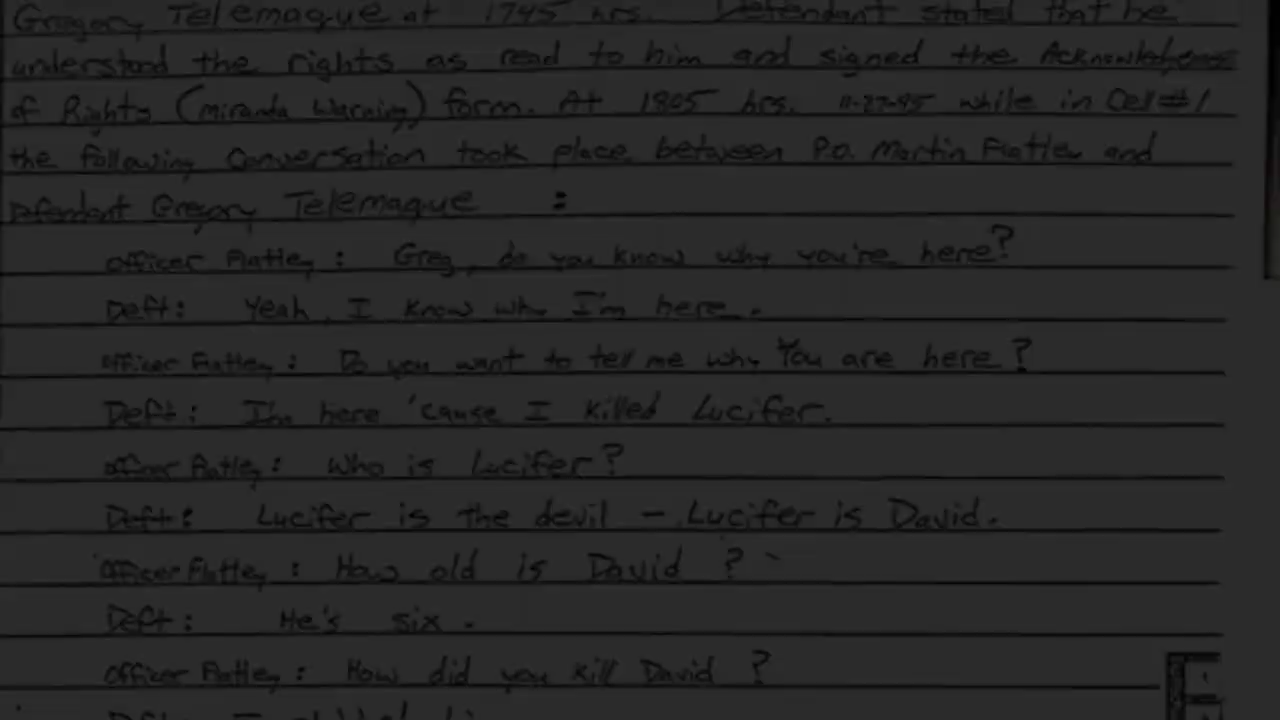 Gregory Telemaque at 1745 hrs. Defendant stated that he
understood the rights as read to him and signed the
of Rights (miranda Warning) form. At 1805 hrs. 11-27-95 while in Cell #1
the following Conversation took place between P.O. Martin Flatley and
Defendant Gregory Telemaque :
Officer Flatley : Greg, do you know why you're here?
Deft: Yeah, I know why I'm here.
Officer Flatley : Do you want to tell me why You are here?
Deft: I'm here 'cause I killed Lucifer.
Officer Flatley : Who is Lucifer?
Deft: Lucifer is the devil - Lucifer is David.
Officer Flatley : How old is David ?
Deft: He's six.
Officer Flatley : How did you kill David ?
Deft: I